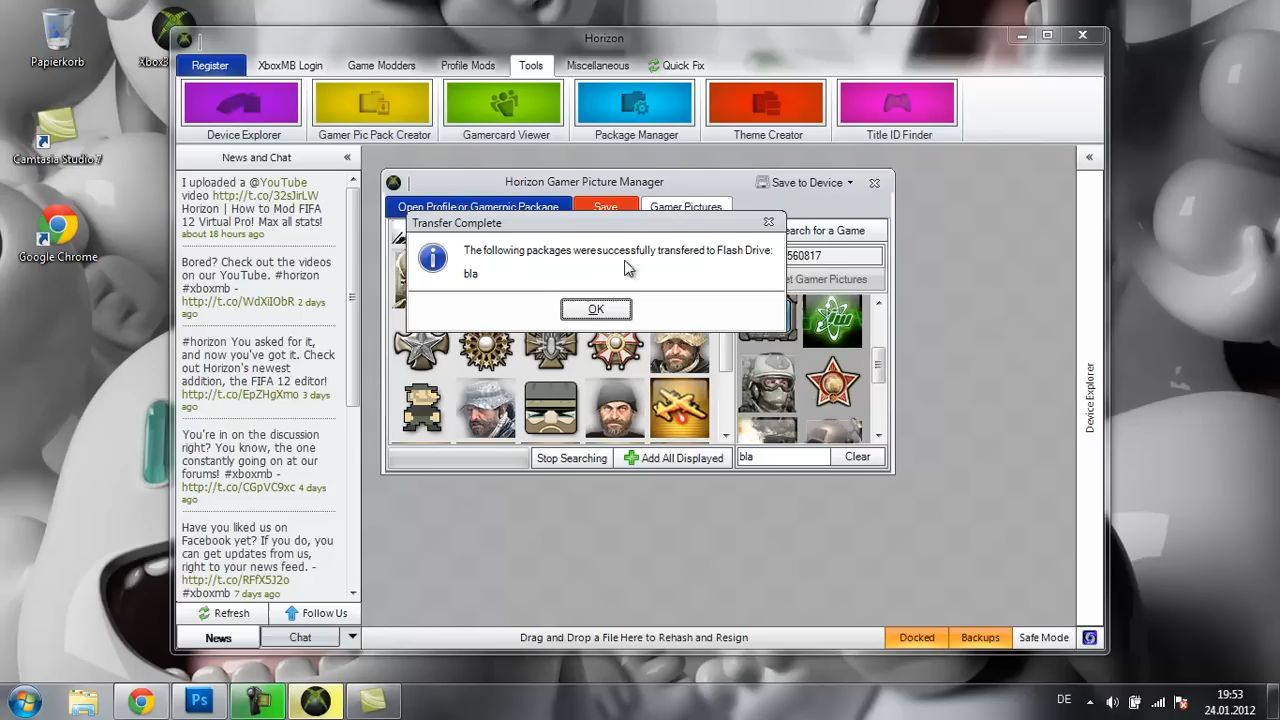 Papierkorb
Camtasia Studio 7
Google Chrome
Horizon
Register
XboxMB Login
Game Modders
Profile Mods
Tools
Miscellaneous
Quick Fix
Device Explorer
Gamer Pic Pack Creator
Gamercard Viewer
Package Manager
Theme Creator
Title ID Finder
News and Chat
I uploaded a @YouTube
video http://t.co/32sJirLW
Horizon | How to Mod FIFA
12 Virtual Pro! Max all stats!
about 18 hours ago
Bored? Check out the videos
on our YouTube. #horizon
#xboxmb -
http://t.co/WdXiIObR 2 days
ago
#horizon You asked for it,
and now you've got it. Check
out Horizon's newest
addition, the FIFA 12 editor!
http://t.co/EpZHgXmo 3 days
ago
You're in on the discussion
right? You know, the one
constantly going on at our
forums! #xboxmb -
http://t.co/CGpVC9xc 4 days
ago
Have you liked us on
Facebook yet? If you do, you
can get updates from us,
right to your news feed. -
http://t.co/RFfX5J2o
#xboxmb 7 days ago
Refresh
Follow Us
News
Chat
Horizon Gamer Picture Manager
Save to Device
Open Profile or Gamerpic Package
Save
Gamer Pictures
Transfer Complete
The following packages were successfully transfered to Flash Drive:
bla
OK
earch for a Game
560817
et Gamer Pictures
Stop Searching
Add All Displayed
bla
Clear
Device Explorer
Drag and Drop a File Here to Rehash and Resign
Docked
Backups
Safe Mode
Ps
DE
19:53
24.01.2012